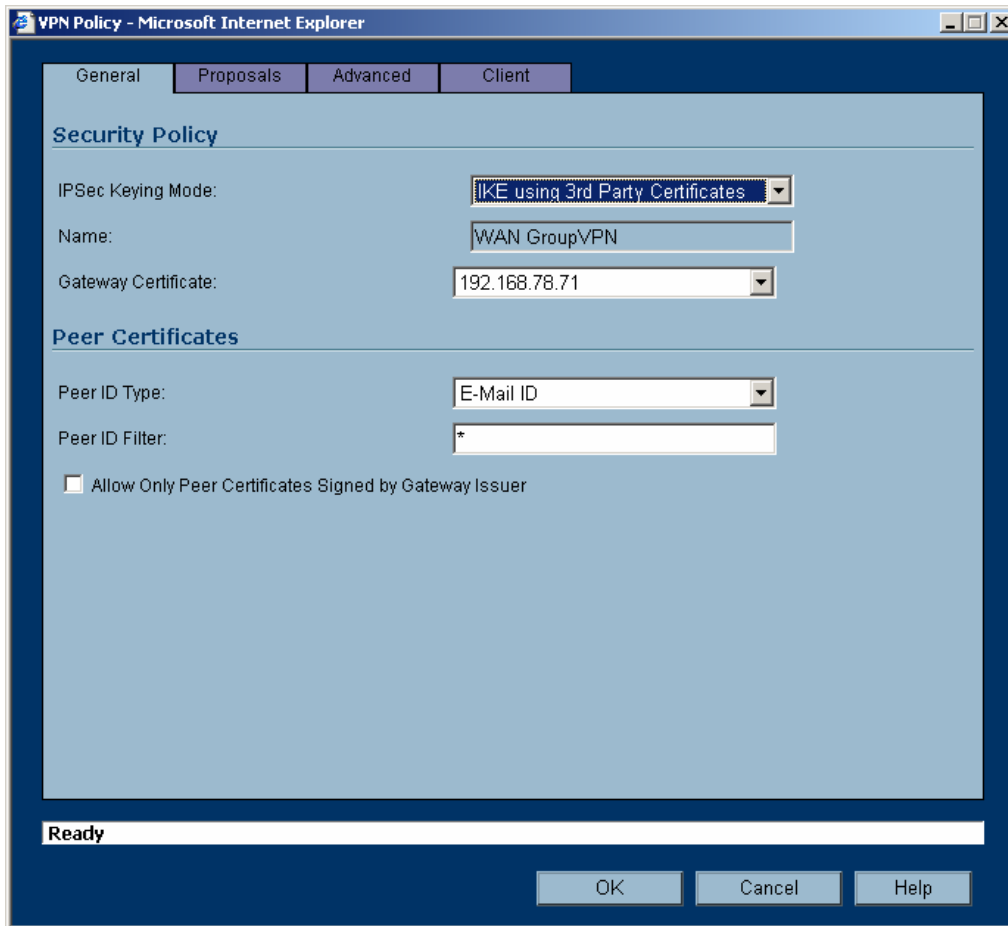 VPN Policy - Microsoft Internet Explorer
General Proposals Advanced Client
Security Policy
IPSec Keying Mode: IKE using 3rd Party Certificates
Name: WAN GroupVPN
Gateway Certificate: 192.168.78.71
Peer Certificates
Peer ID Type: E-Mail ID
Peer ID Filter: *
Allow Only Peer Certificates Signed by Gateway Issuer
Ready
OK Cancel Help